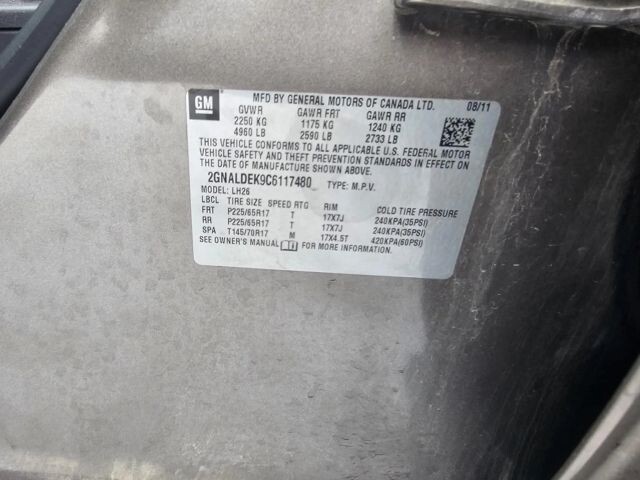 GM
MFD BY GENERAL MOTORS OF CANADA LTD. 08/11
GVWR GAWR FRT GAWR RR
2250 KG 1175 KG 1240 KG
4960 LB 2590 LB 2733 LB
THIS VEHICLE CONFORMS TO ALL APPLICABLE U.S. FEDERAL MOTOR
VEHICLE SAFETY, BUMPER, AND THEFT PREVENTION STANDARDS IN EFFECT ON THE
DATE OF MANUFACTURE SHOWN ABOVE.
2GNALDEK9C6117480 TYPE: M.P.V.
MODEL: LH26
LBCL TIRE SIZE SPEED RTG RIM COLD TIRE PRESSURE
FRT P225/65R17 T 17X7J 240KPA(35PSI)
RR P225/65R17 T 17X7J 240KPA(35PSI)
SPA T145/70R17 M 17X4.5T 420KPA(60PSI)
SEE OWNER'S MANUAL FOR MORE INFORMATION.